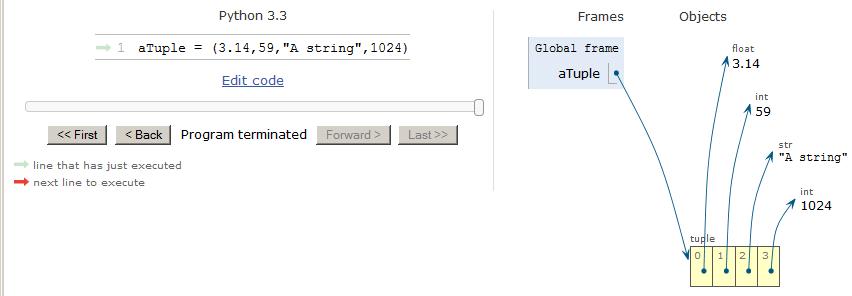 Python 3.3
1 aTuple = (3.14,59,"A string",1024)
Edit code
<< First
< Back
Program terminated
Forward >
Last >>
line that has just executed
next line to execute
Frames
Objects
Global frame
aTuple
float
3.14
int
59
str
"A string"
int
1024
tuple
0 1 2 3